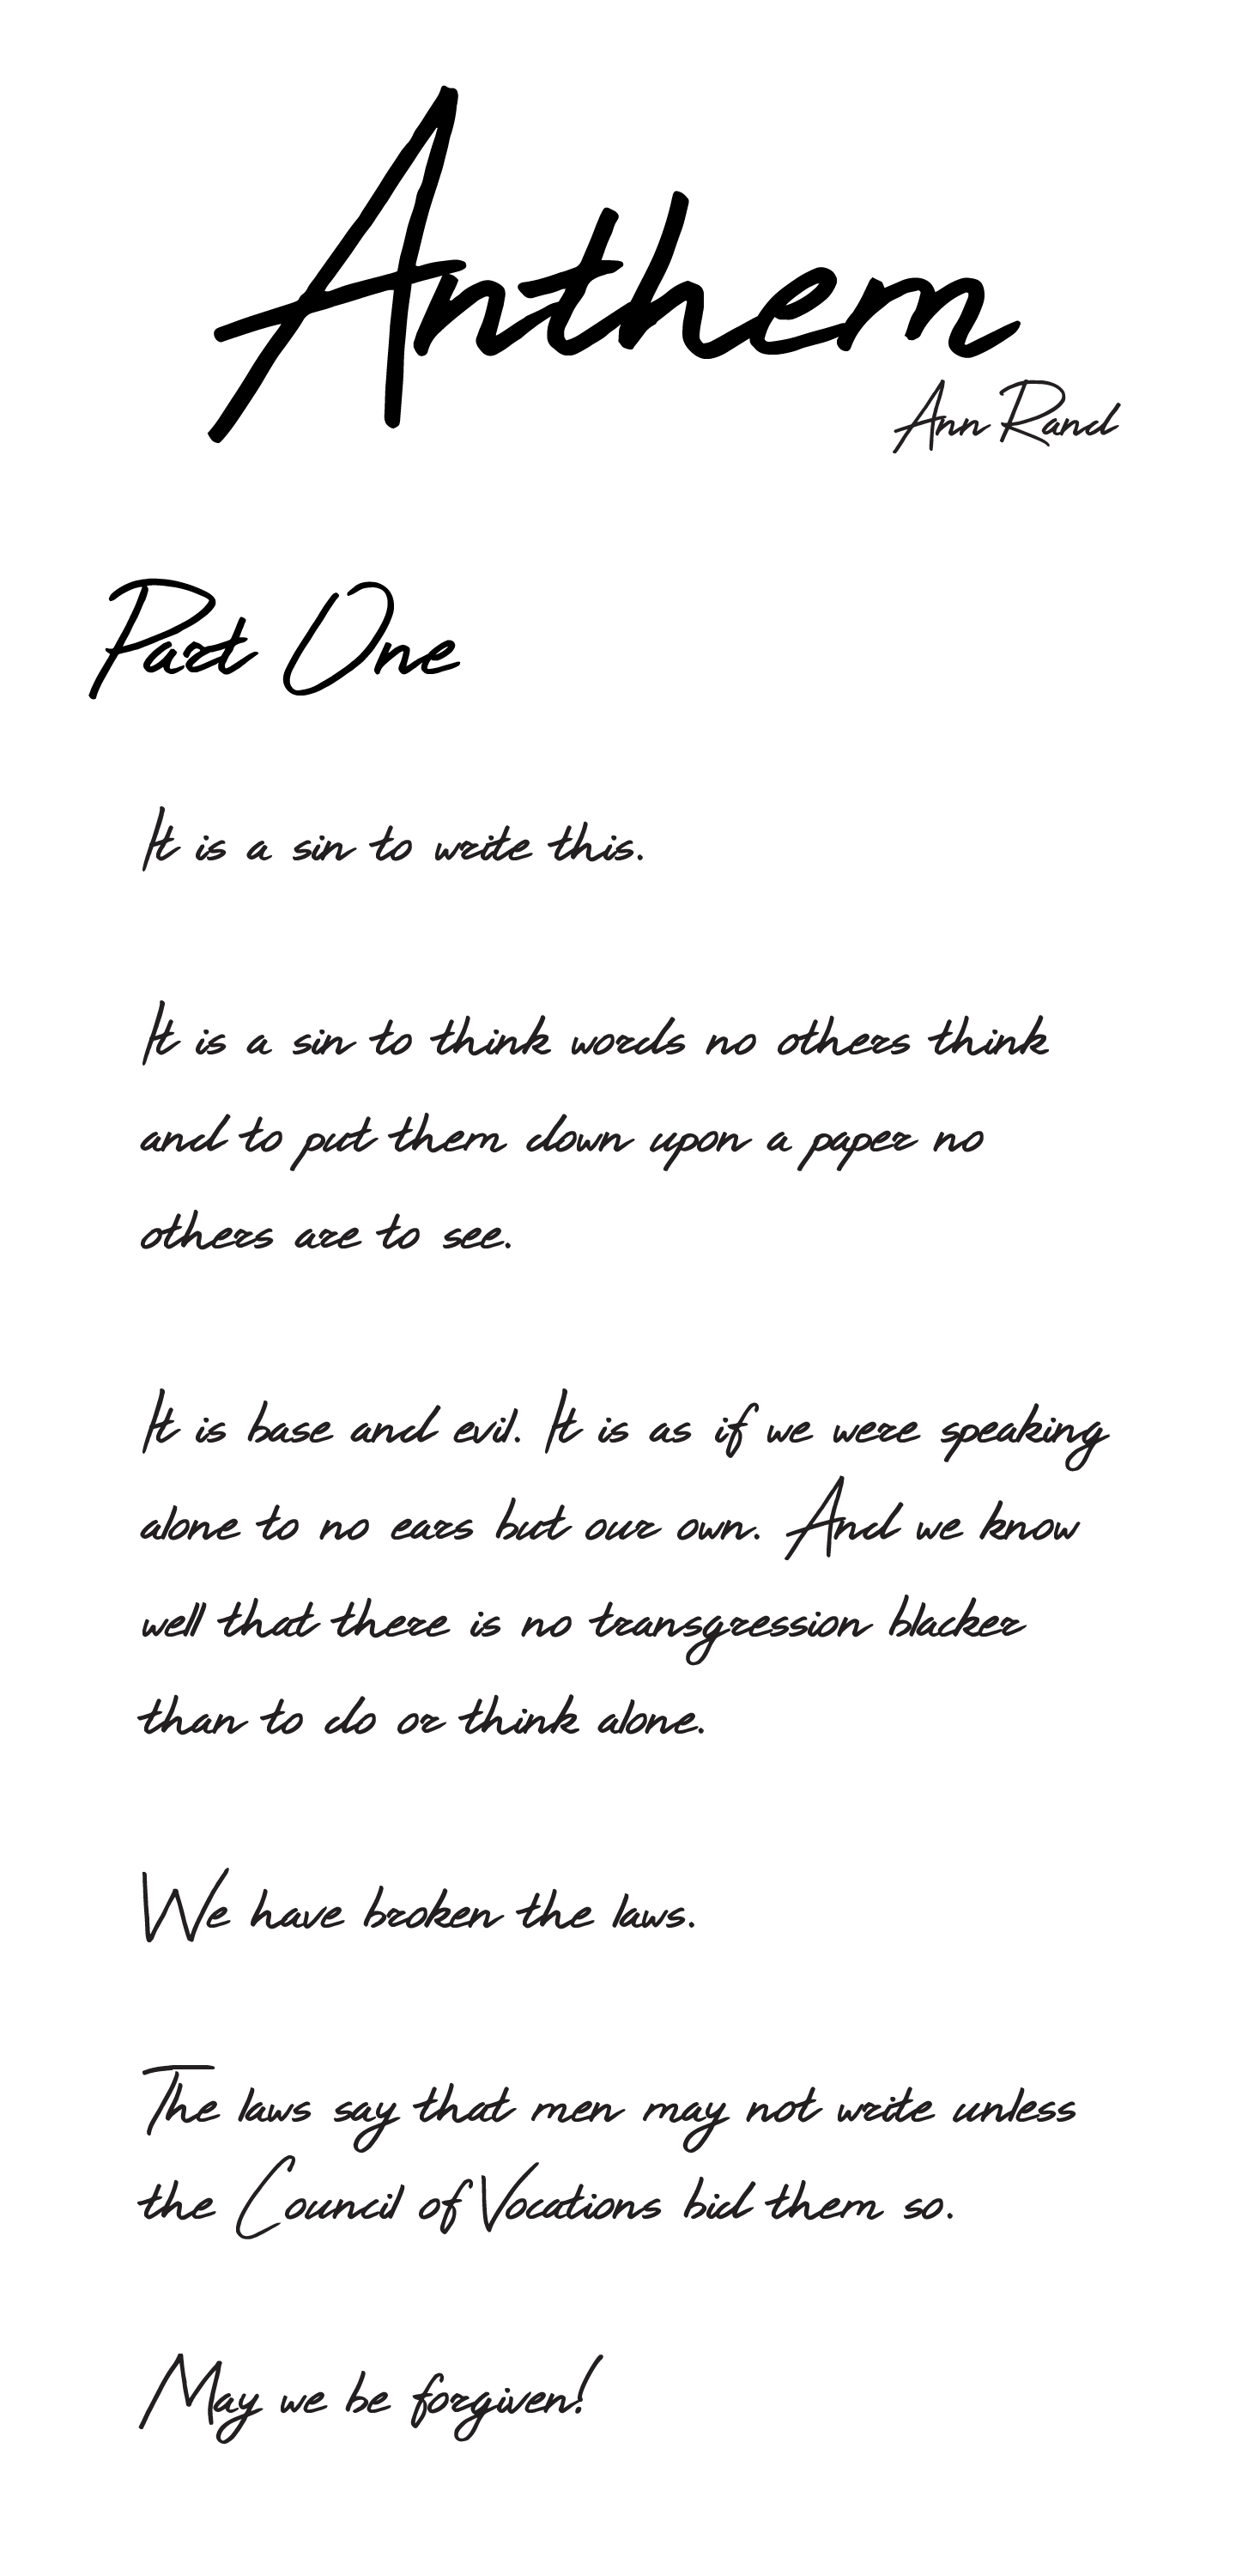 Anthem
Ann Rand
Part One
It is a sin to write this.
It is a sin to think words no others think
and to put them down upon a paper no
others are to see.
It is base and evil. It is as if we were speaking
alone to no ears but our own. And we know
well that there is no transgression blacker
than to do or think alone.
We have broken the laws.
The laws say that men may not write unless
the Council of Vocations bid them so.
May we be forgiven!